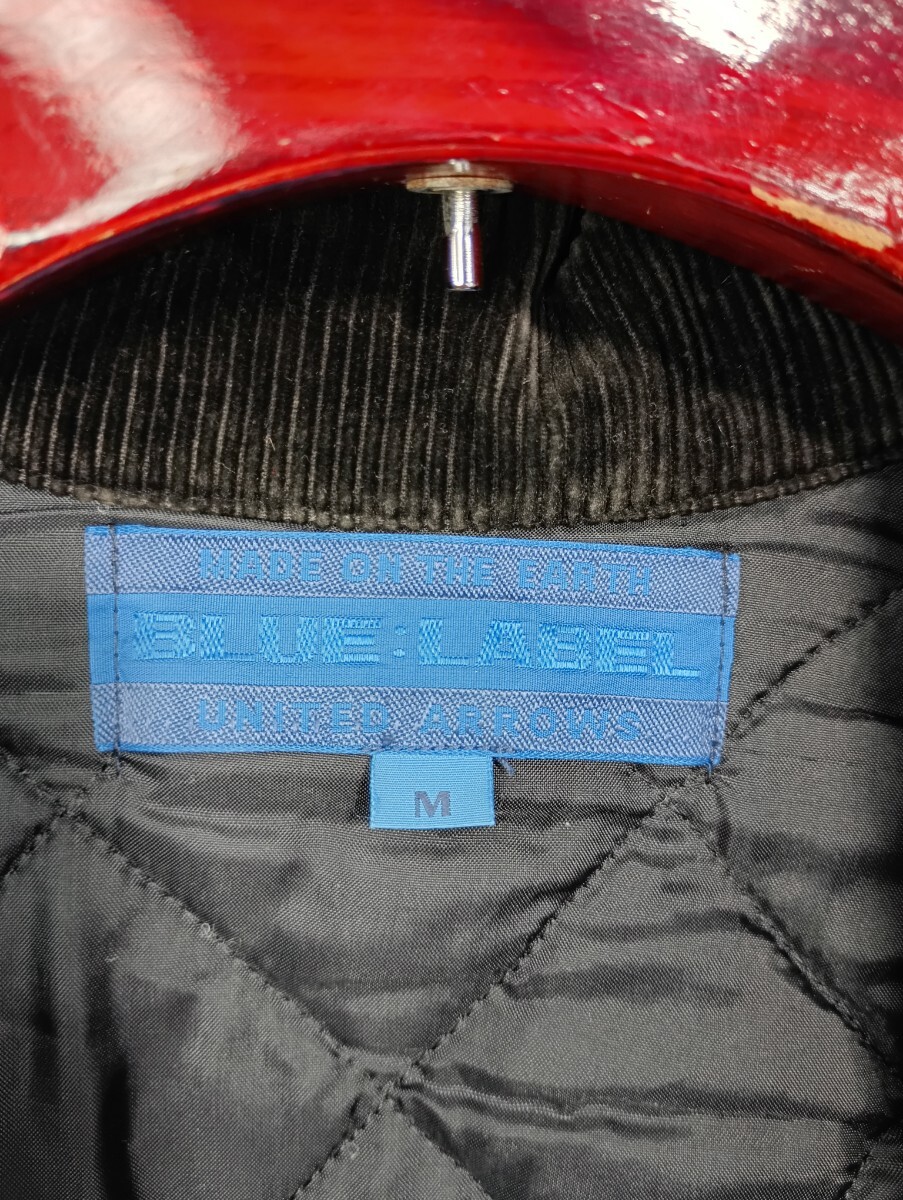 MADE ON THE EARTH
BLUE:LABEL
UNITED ARROWS
M